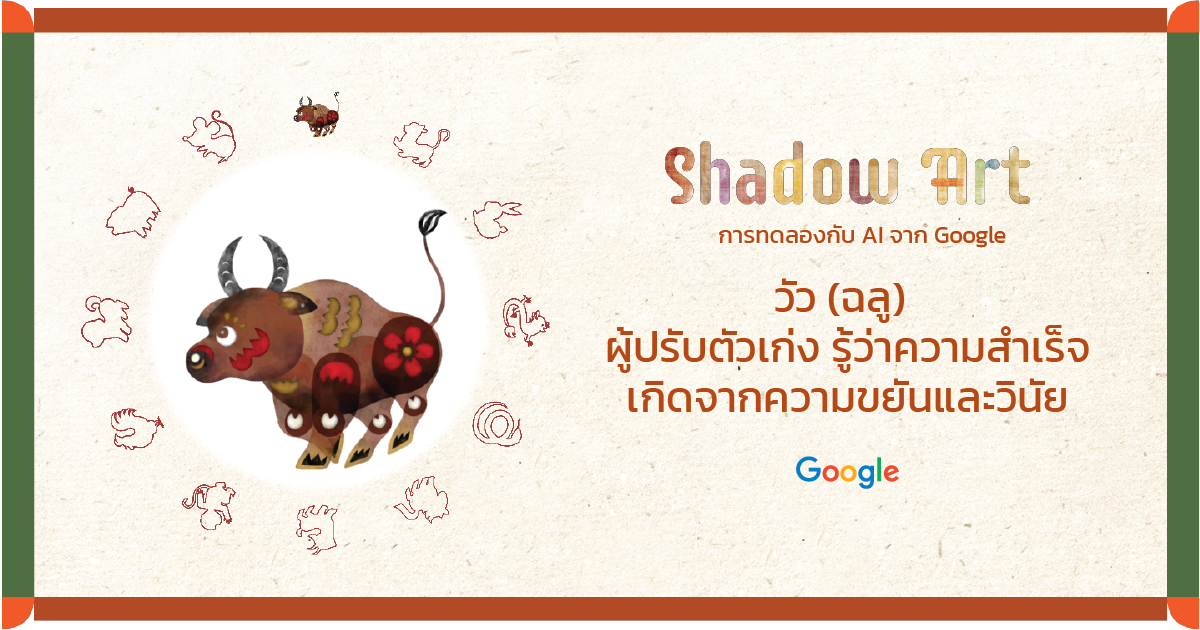 Shadow Art
การทดลองกับ AI จาก Google
วัว (ฉลู)
ผู้ปรับตัวเก่ง รู้ว่าความสำเร็จ
เกิดจากความขยันและวินัย
Google